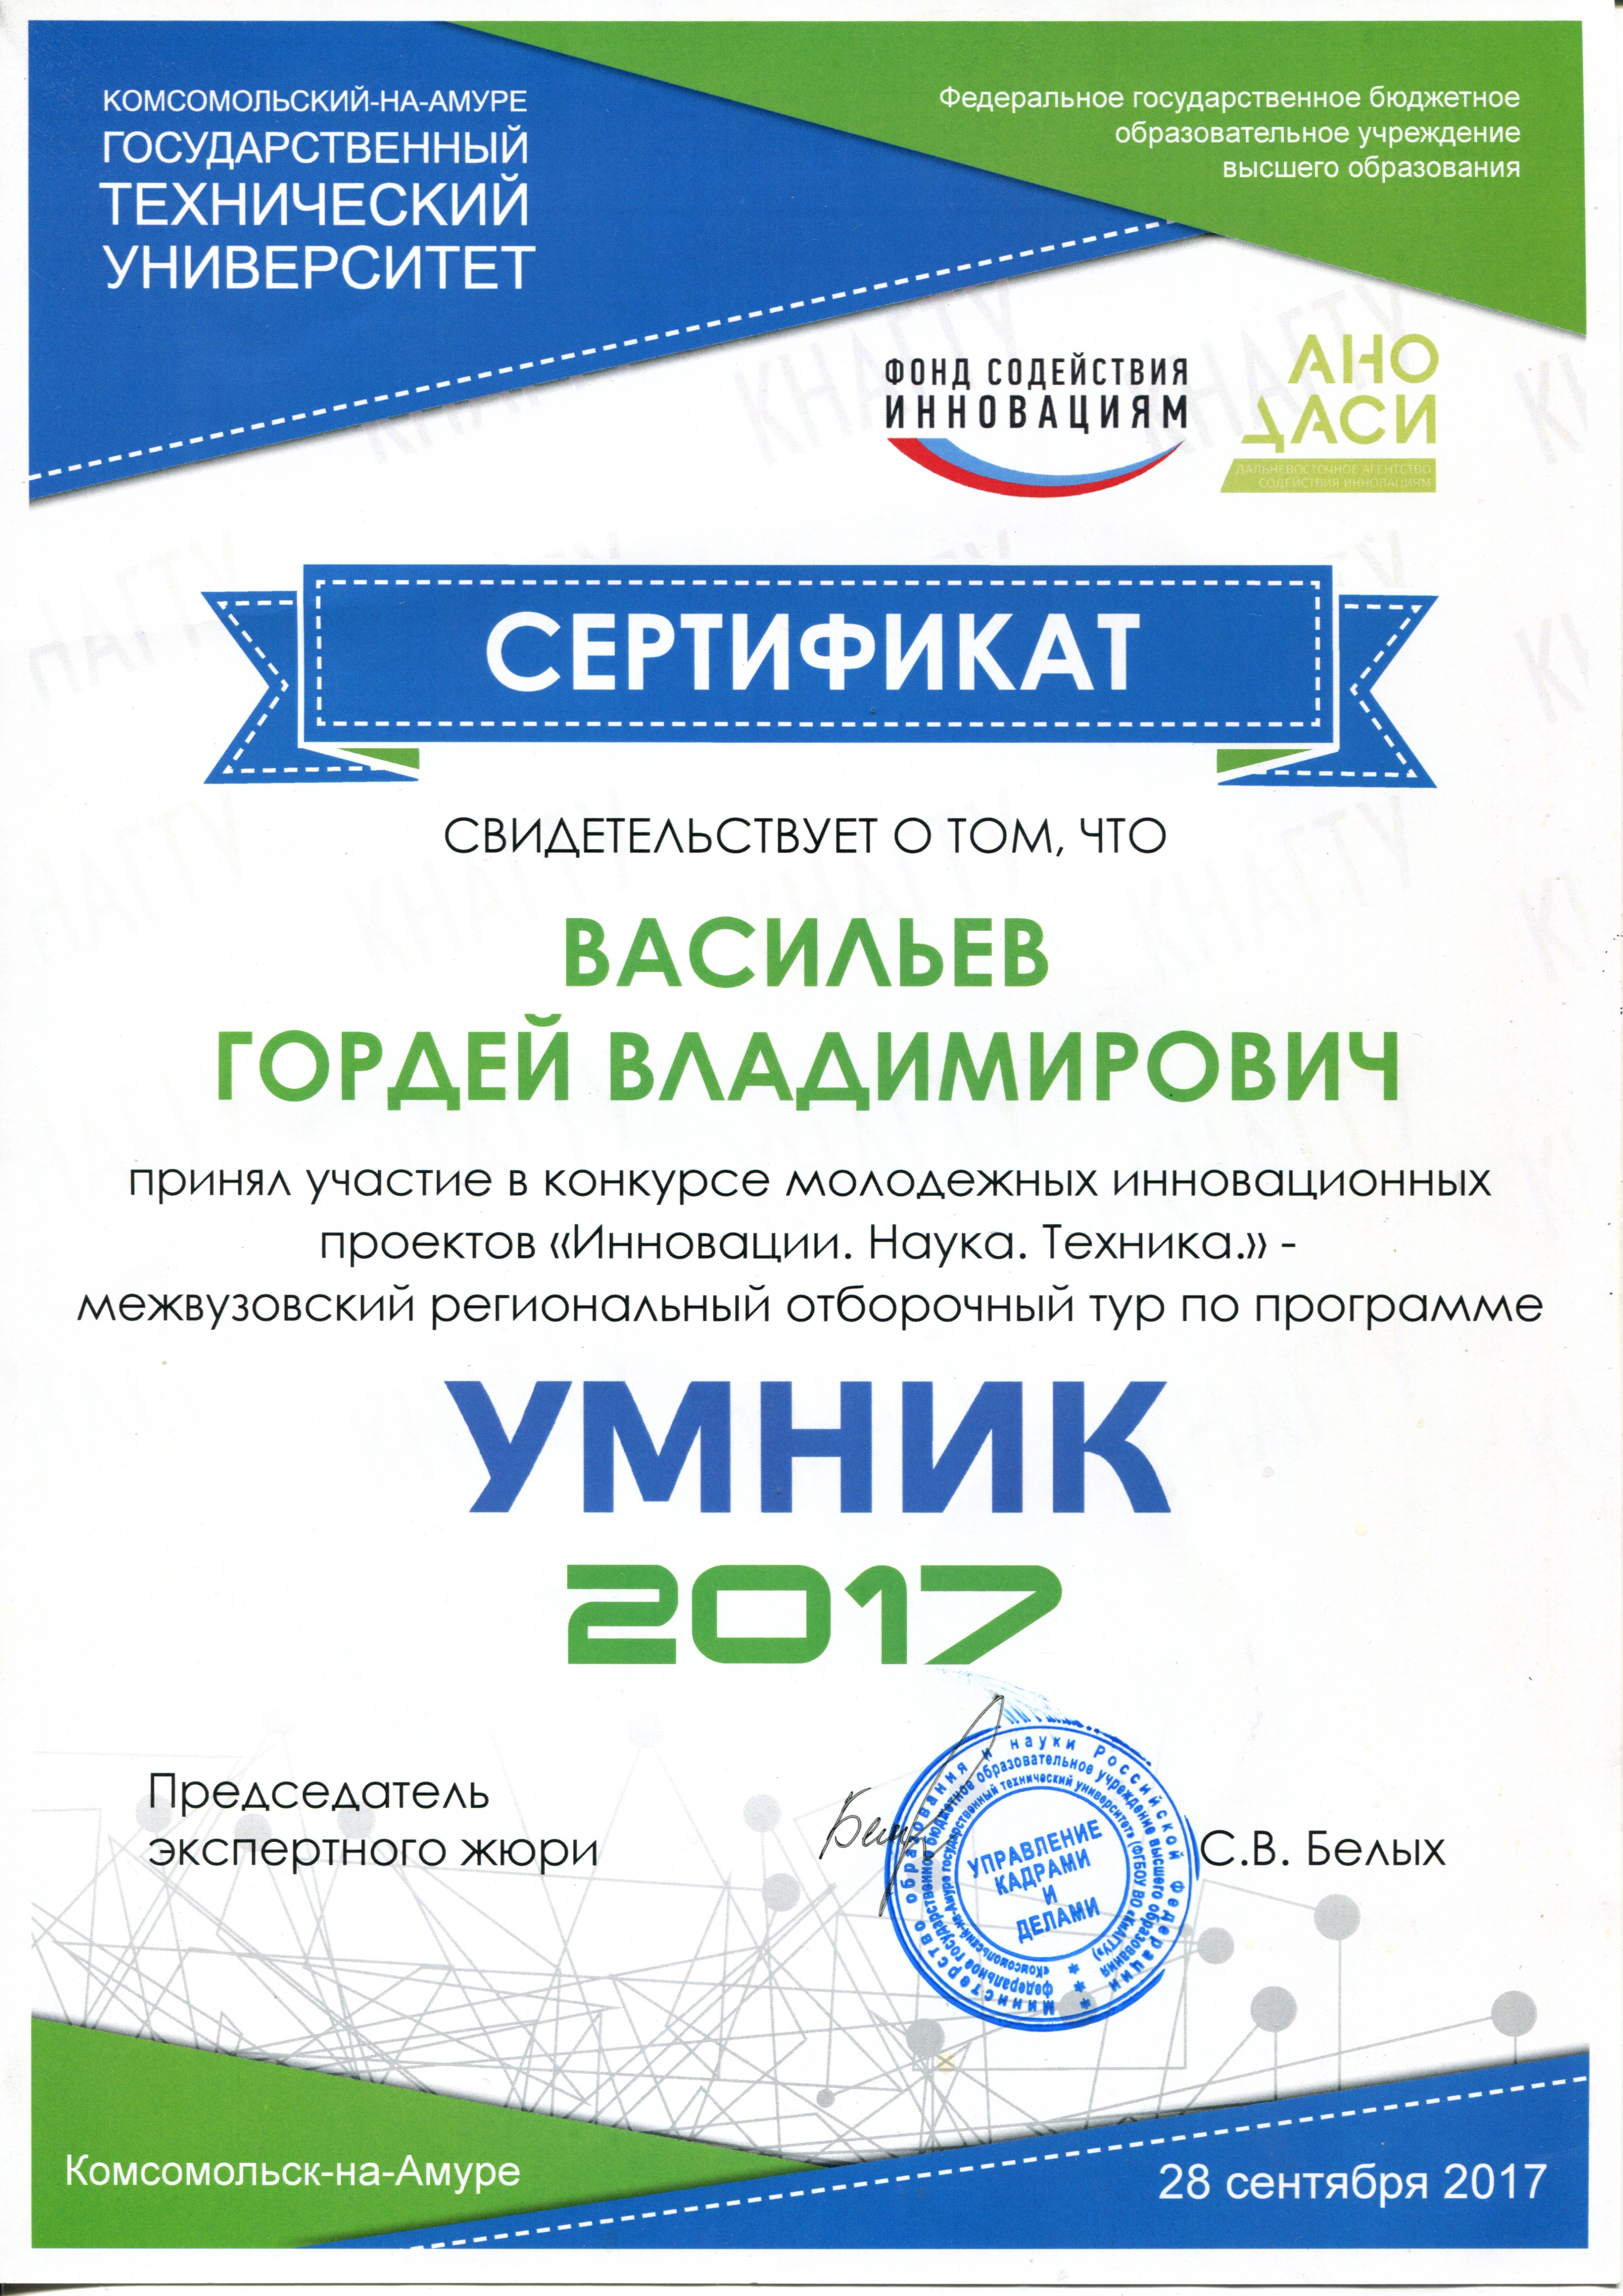 КОМСОМОЛЬСКИЙ-НА-АМУРЕ
ГОСУДАРСТВЕННЫЙ
ТЕХНИЧЕСКИЙ
УНИВЕРСИТЕТ
Федеральное государственное бюджетное
образовательное учреждение
высшего образования
ФОНД СОДЕЙСТВИЯ
ИННОВАЦИЯМ
АНО
ДАСИ
ДАЛЬНЕВОСТОЧНОЕ АГЕНТСТВО
СОДЕЙСТВИЯ ИННОВАЦИЯМ
СЕРТИФИКАТ
СВИДЕТЕЛЬСТВУЕТ О ТОМ, ЧТО
ВАСИЛЬЕВ
ГОРДЕЙ ВЛАДИМИРОВИЧ
принял участие в конкурсе молодежных инновационных
проектов «Инновации. Наука. Техника.» -
межвузовский региональный отборочный тур по программе
УМНИК
2017
Председатель
экспертного жюри
С.В. Белых
Министерство образования и науки Российской Федерации
федеральное государственное бюджетное образовательное учреждение высшего образования
«Комсомольский-на-Амуре государственный технический университет» (ФГБОУ ВО «КнАГТУ»)
УПРАВЛЕНИЕ
КАДРАМИ
И
ДЕЛАМИ
Комсомольск-на-Амуре
28 сентября 2017